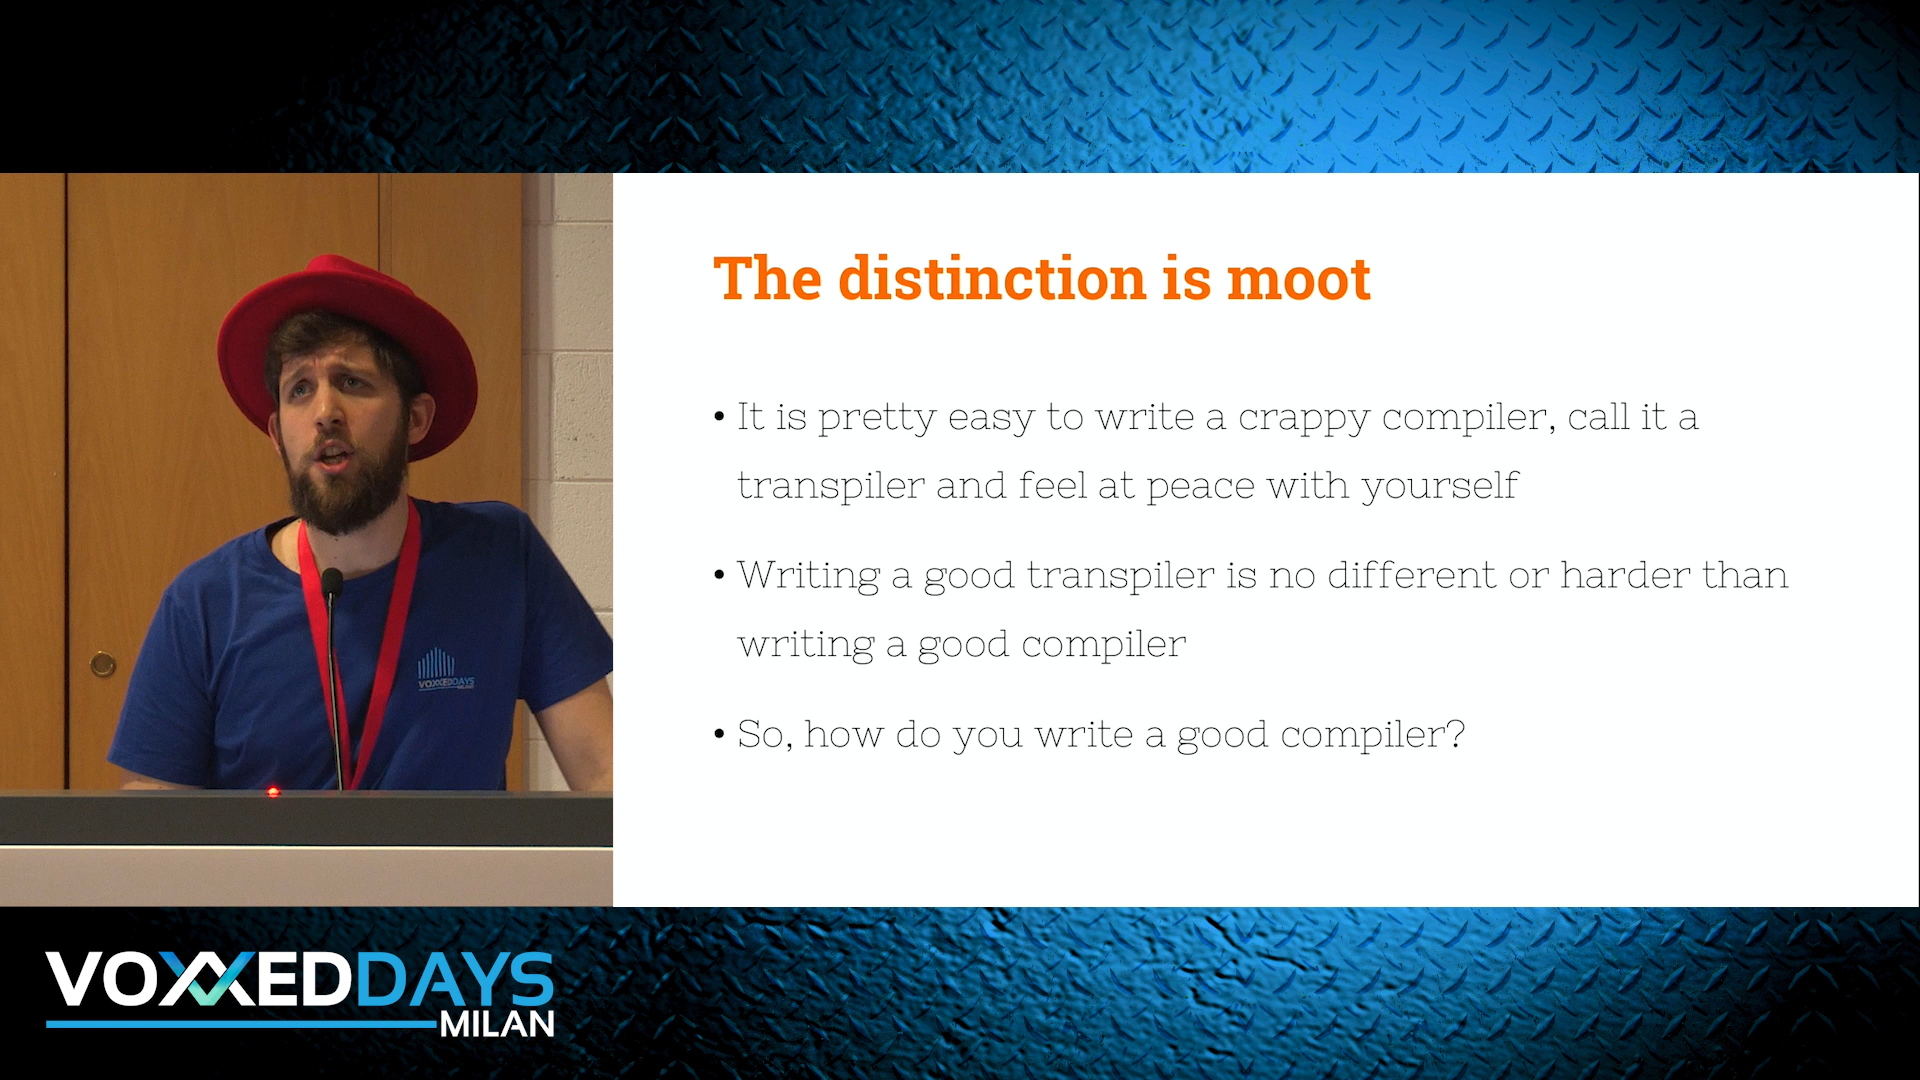 The distinction is moot
• It is pretty easy to write a crappy compiler, call it a
transpiler and feel at peace with yourself
• Writing a good transpiler is no different or harder than
writing a good compiler
• So, how do you write a good compiler?
VOXXEDDAYS
MILAN
VOXXEDDAYS
MILAN